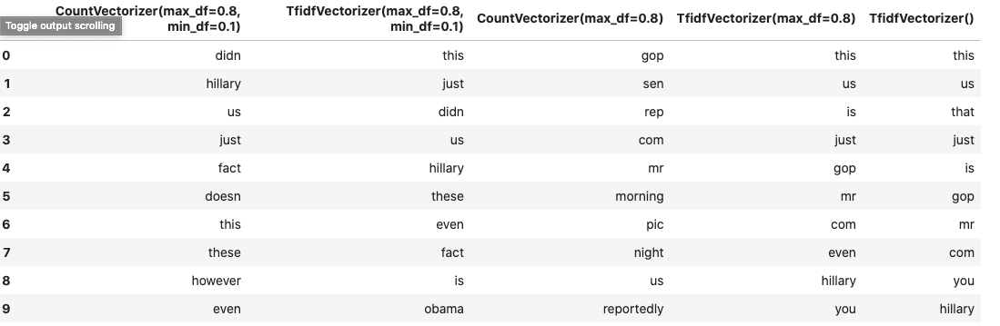 CountVectorizer(max_df=0.8, min_df=0.1) TfidfVectorizer(max_df=0.8, min_df=0.1) CountVectorizer(max_df=0.8) TfidfVectorizer(max_df=0.8) TfidfVectorizer()
Toggle output scrolling
0 didn this gop this this
1 hillary just sen us us
2 us didn rep is that
3 just us com just just
4 fact hillary mr gop is
5 doesn these morning mr gop
6 this even pic com mr
7 these fact night even com
8 however is us hillary you
9 even obama reportedly you hillary